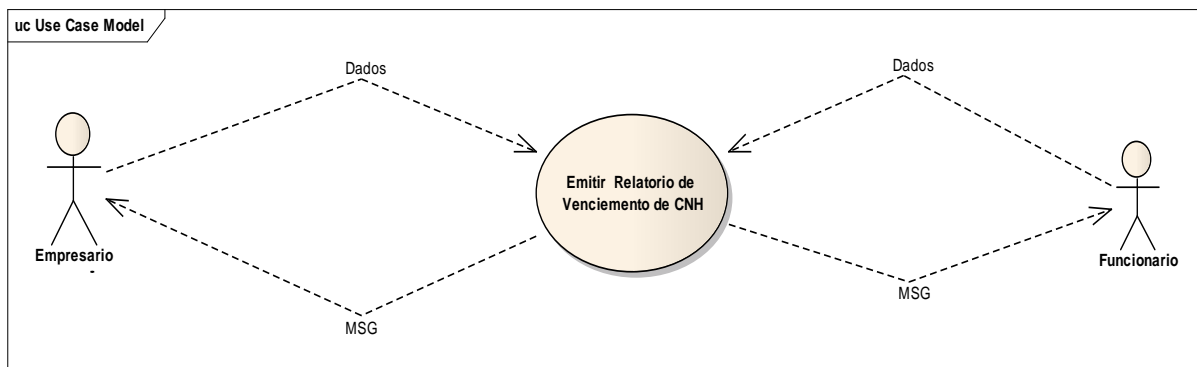 uc Use Case Model
Dados
Dados
Emitir Relatorio de
Venciemento de CNH
Empresario
Funcionario
MSG
MSG